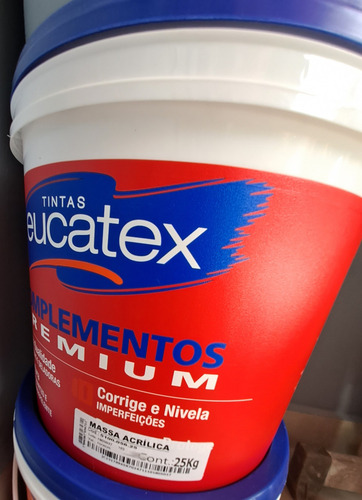 TINTAS
eucatex
MPLEMENTOS
REMIUM
Corrige e Nivela
IMPERFEIÇÕES
MASSA ACRÍLICA
Cont. 25Kg